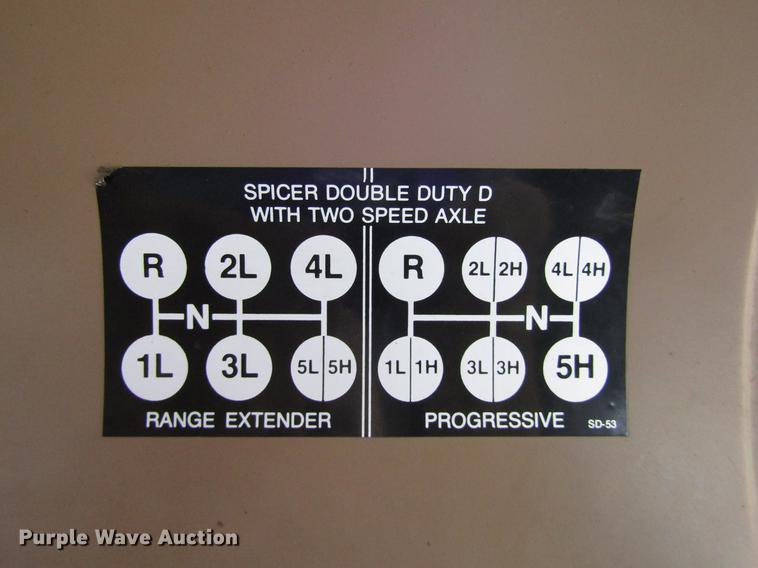 SPICER DOUBLE DUTY D
WITH TWO SPEED AXLE
R 2L 4L
N
1L 3L 5L 5H
RANGE EXTENDER
R 2L 2H 4L 4H
N
1L 1H 3L 3H 5H
PROGRESSIVE
SD-53
Purple Wave Auction